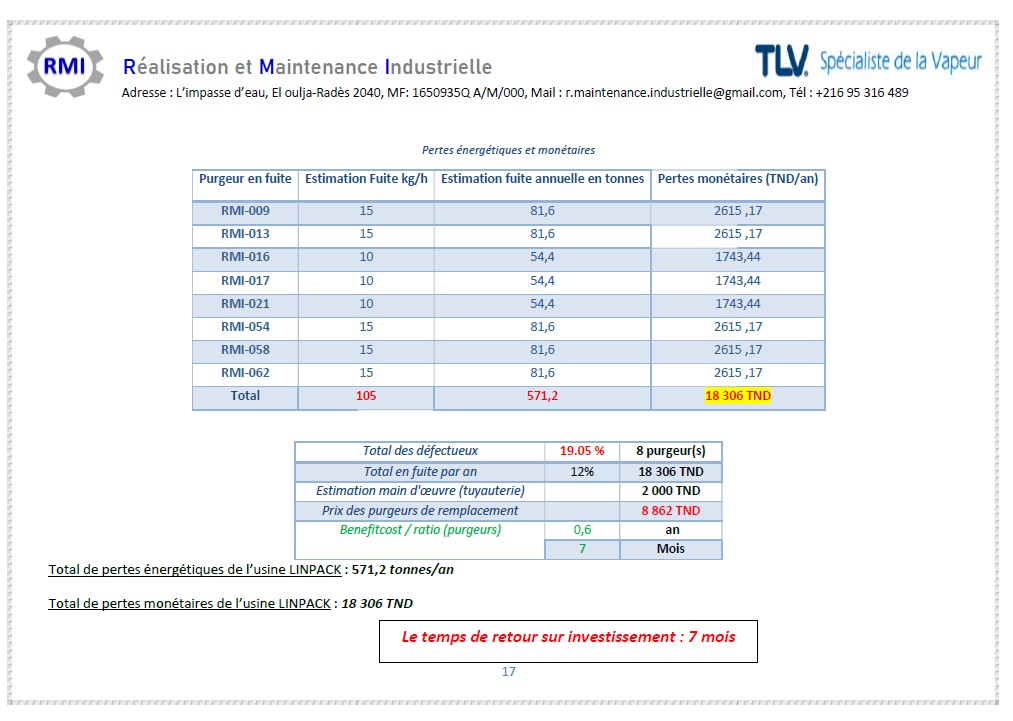 RMI
Réalisation et Maintenance Industrielle
TLV. Spécialiste de la Vapeur
Adresse : L'impasse d'eau, El oulja-Radès 2040, MF: 1650935Q A/M/000, Mail : r.maintenance.industrielle@gmail.com, Tél : +216 95 316 489
Pertes énergétiques et monétaires
Purgeur en fuite Estimation Fuite kg/h Estimation fuite annuelle en tonnes Pertes monétaires (TND/an)
RMI-009 15 81,6 2615 ,17
RMI-013 15 81,6 2615 ,17
RMI-016 10 54,4 1743,44
RMI-017 10 54,4 1743,44
RMI-021 10 54,4 1743,44
RMI-054 15 81,6 2615 ,17
RMI-058 15 81,6 2615 ,17
RMI-062 15 81,6 2615 ,17
Total 105 571,2 18 306 TND
Total des défectueux 19.05 % 8 purgeur(s)
Total en fuite par an 12% 18 306 TND
Estimation main d'œuvre (tuyauterie) 2 000 TND
Prix des purgeurs de remplacement 8 862 TND
Benefitcost / ratio (purgeurs) 0,6 an
7 Mois
Total de pertes énergétiques de l'usine LINPACK : 571,2 tonnes/an
Total de pertes monétaires de l'usine LINPACK : 18 306 TND
Le temps de retour sur investissement : 7 mois
17